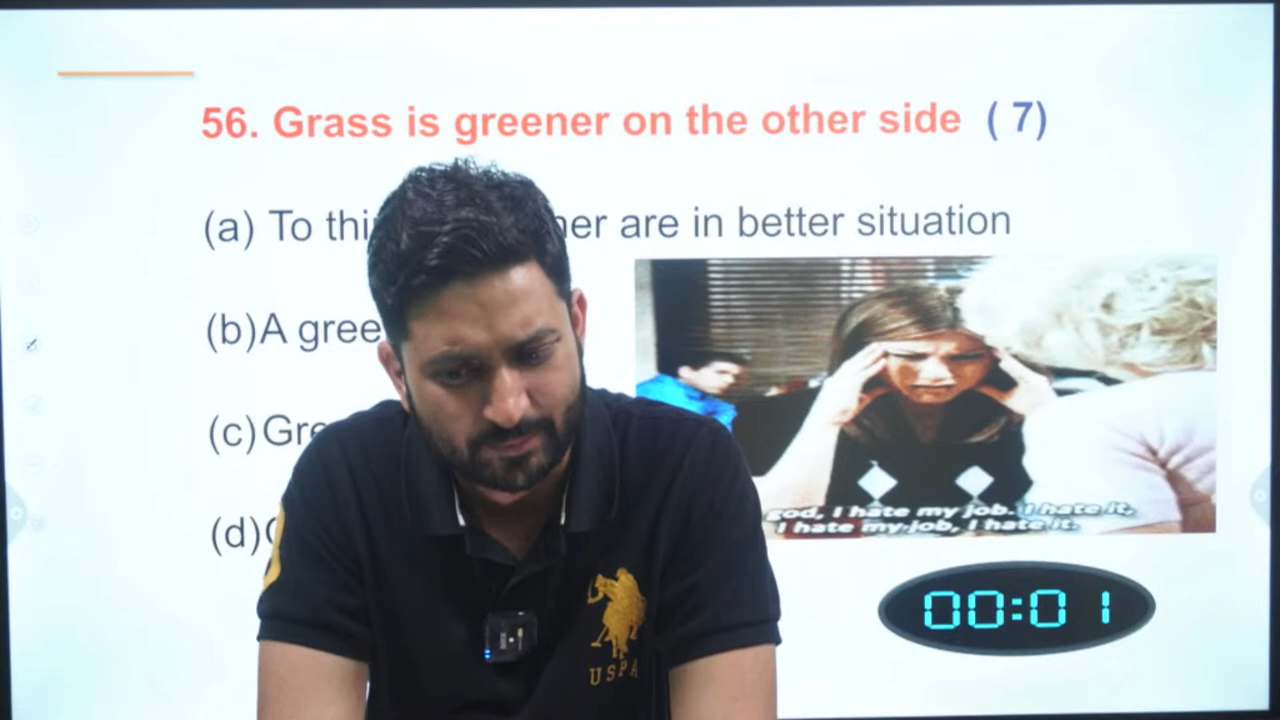 56. Grass is greener on the other side ( 7)
(a) To thi her are in better situation
(b) A gree
(c) Gre
(d)
god, I hate my job. I hate it,
I hate my job, I hate it.
00:01
USPA